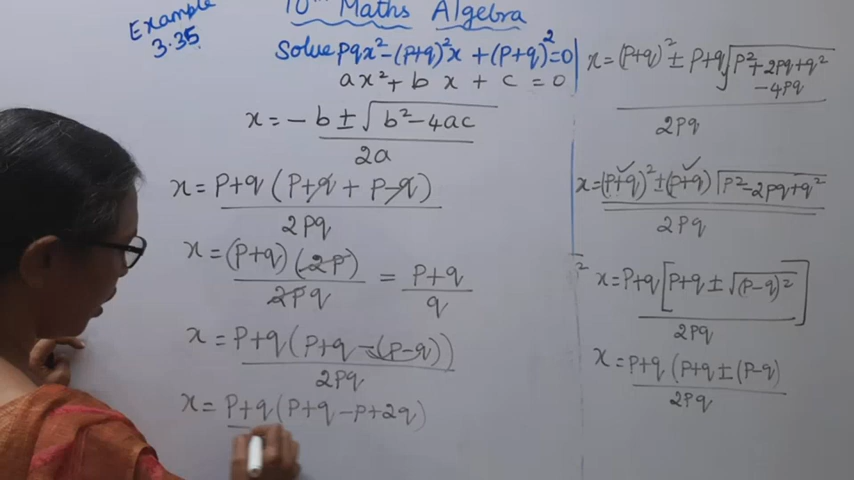 Example
3.35
10th Maths Algebra
Solve pqx² - (p+q)²x + (p+q)² = 0
ax² + b x + c = 0
x = - b ± √b² - 4ac
2a
x = p+q (p+q + p-q)
2pq
x = (p+q) (2p) = p+q
2pq q
x = p+q (p+q - (p-q))
2pq
x = p+q (p+q - p+2q)
x = (p+q)² ± p+q √p² + 2pq + q²
- 4pq
2pq
x = (p+q)² ± (p+q) √p² - 2pq + q²
2pq
2
x = p+q [p+q ± √(p-q)²]
2pq
x = p+q (p+q ± (p-q)
2pq